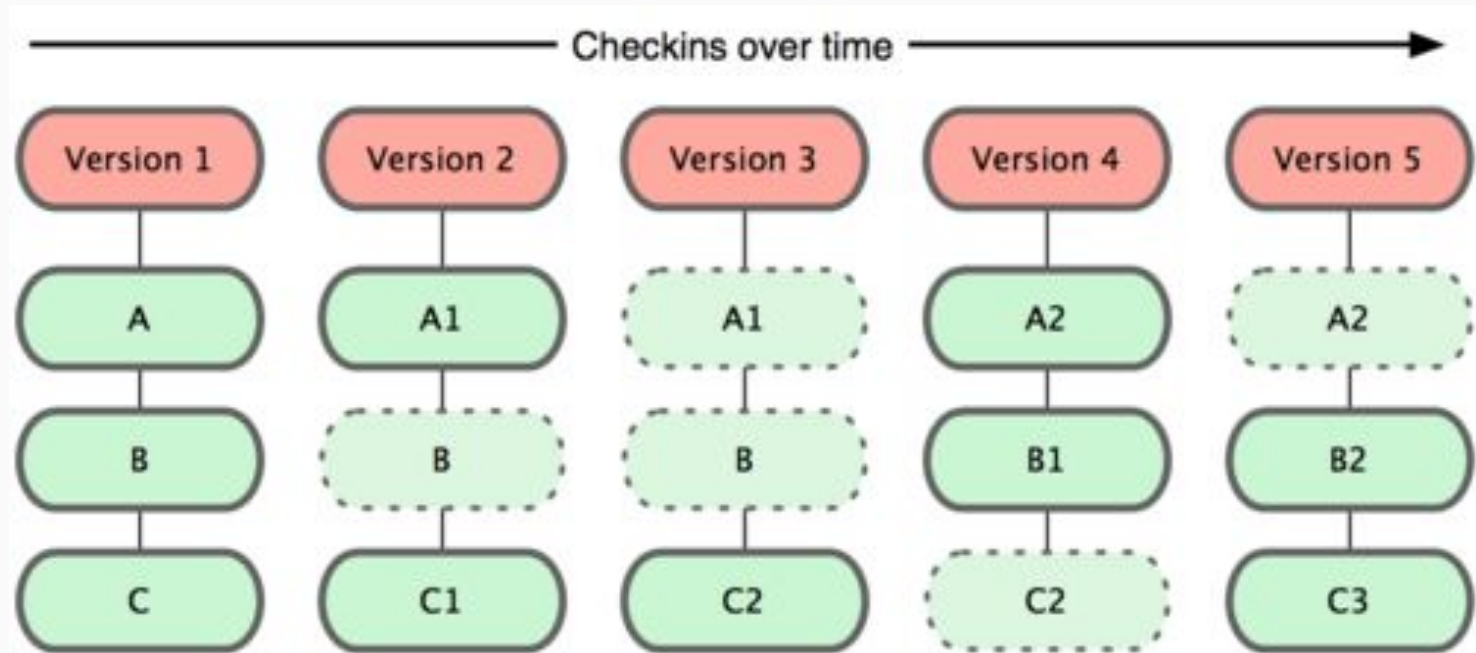 Checkins over time
Version 1 Version 2 Version 3 Version 4 Version 5
A A1 A1 A2 A2
B B B B1 B2
C C1 C2 C2 C3